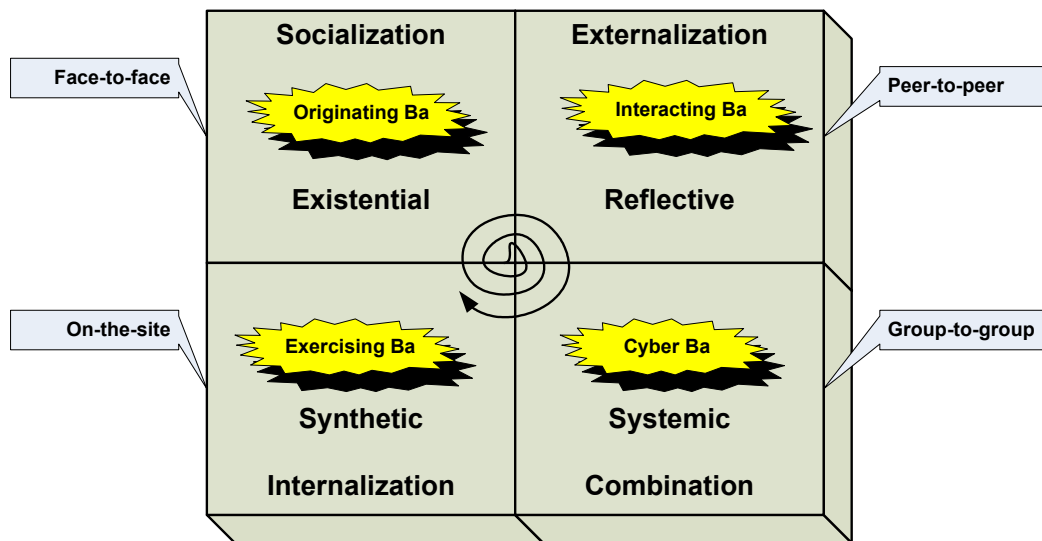 Socialization
Externalization
Face-to-face
Originating Ba
Interacting Ba
Peer-to-peer
Existential
Reflective
On-the-site
Exercising Ba
Cyber Ba
Group-to-group
Synthetic
Systemic
Internalization
Combination